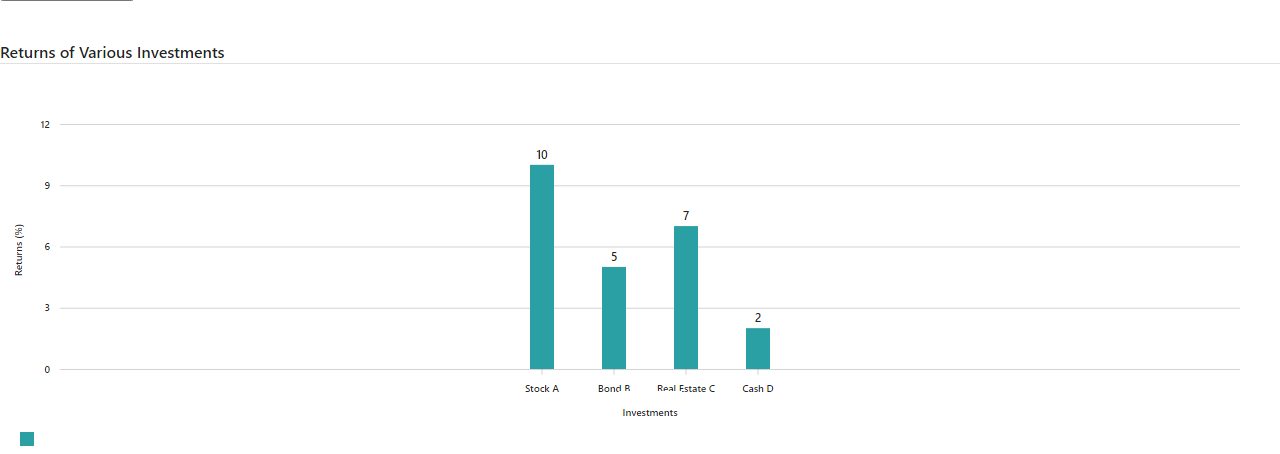 Returns of Various Investments
12
9
6
3
0
Returns (%)
10
5
7
2
Stock A
Bond B
Real Estate C
Cash D
Investments